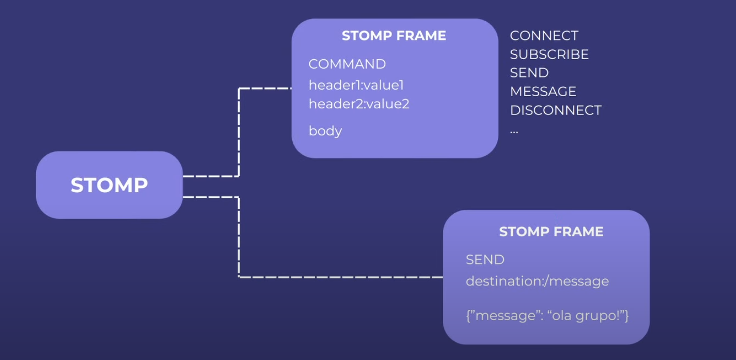 STOMP
STOMP FRAME
COMMAND
header1:value1
header2:value2
body
CONNECT
SUBSCRIBE
SEND
MESSAGE
DISCONNECT
...
STOMP FRAME
SEND
destination:/message
{”message”: “ola grupo!”}